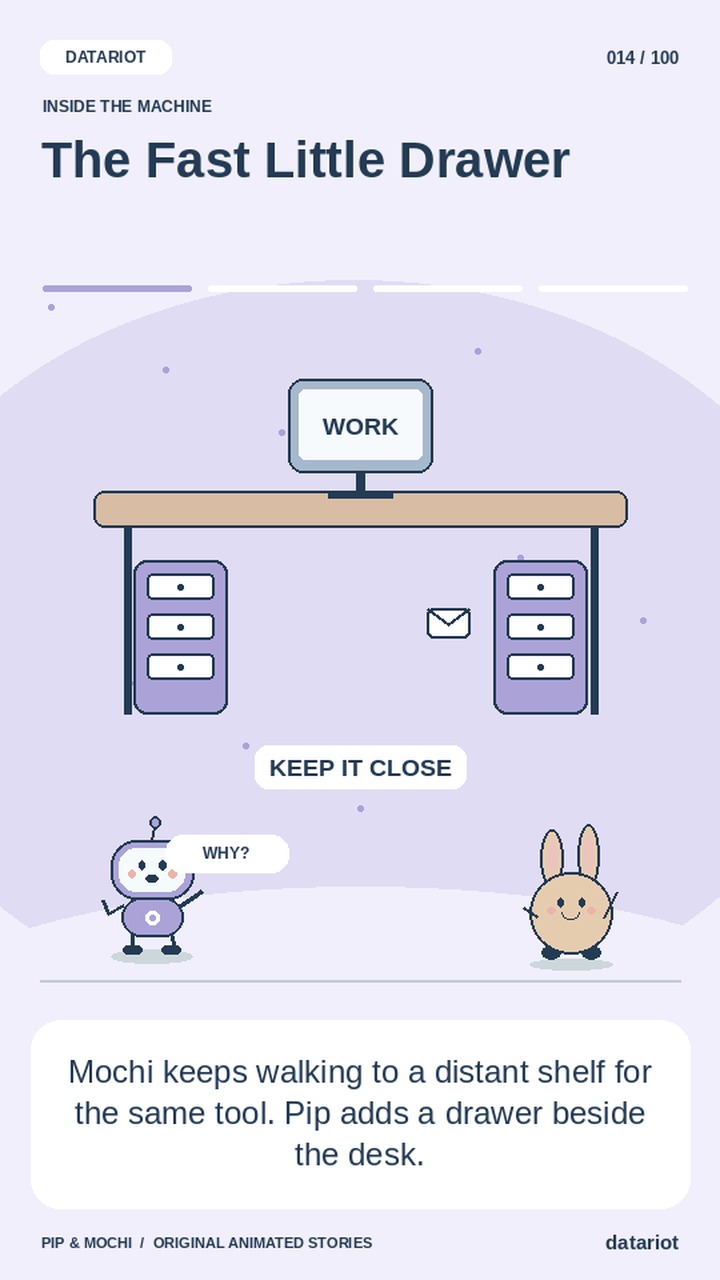 DATARIOT
014 / 100
INSIDE THE MACHINE
The Fast Little Drawer
WORK
KEEP IT CLOSE
WHY?
Mochi keeps walking to a distant shelf for
the same tool. Pip adds a drawer beside
the desk.
PIP & MOCHI / ORIGINAL ANIMATED STORIES
datariot